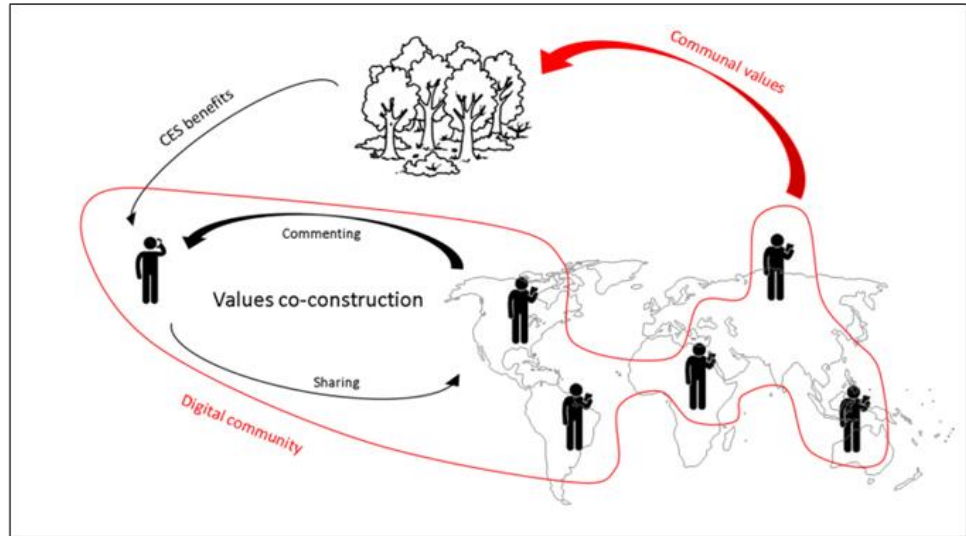 Communal values
CES benefits
Commenting
Values co-construction
Sharing
Digital community